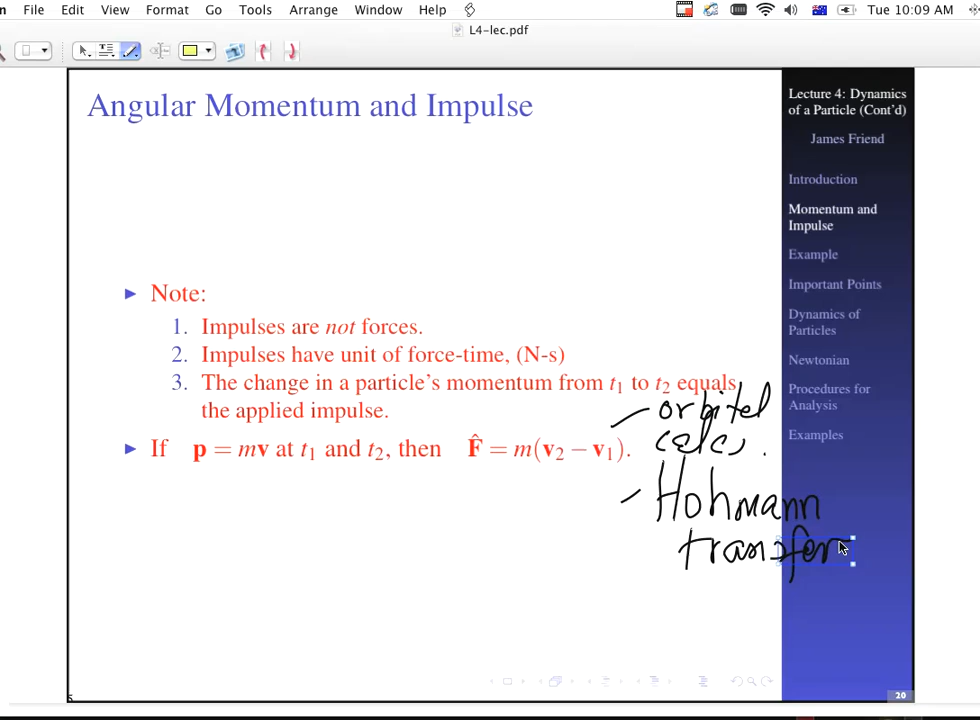 File Edit View Format Go Tools Arrange Window Help Tue 10:09 AM
L4-lec.pdf
Angular Momentum and Impulse
Note:
1. Impulses are not forces.
2. Impulses have unit of force-time, (N-s)
3. The change in a particle's momentum from t₁ to t₂ equals
the applied impulse.
If p = mv at t₁ and t₂, then F̂ = m(v₂ − v₁).
- orbital
calcs.
- Hohmann
transfer
Lecture 4: Dynamics
of a Particle (Cont'd)
James Friend
Introduction
Momentum and
Impulse
Example
Important Points
Dynamics of
Particles
Newtonian
Procedures for
Analysis
Examples
20